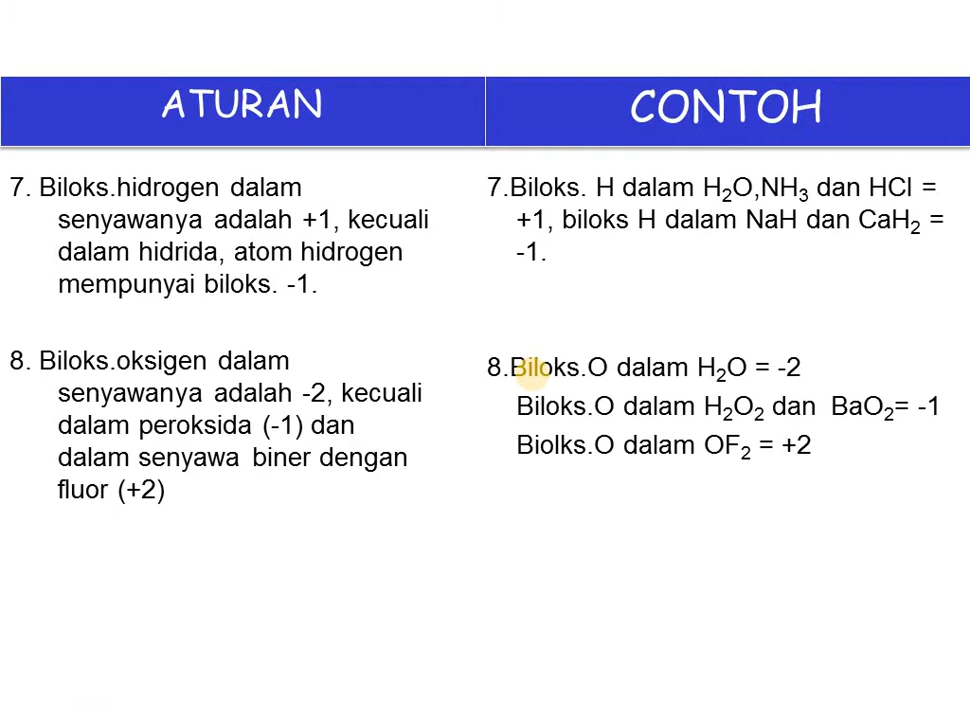 ATURAN
CONTOH
7. Biloks.hidrogen dalam
senyawanya adalah +1, kecuali
dalam hidrida, atom hidrogen
mempunyai biloks. -1.
8. Biloks.oksigen dalam
senyawanya adalah -2, kecuali
dalam peroksida (-1) dan
dalam senyawa biner dengan
fluor (+2)
7.Biloks. H dalam H₂O,NH₃ dan HCl =
+1, biloks H dalam NaH dan CaH₂ =
-1.
8.Biloks.O dalam H₂O = -2
Biloks.O dalam H₂O₂ dan BaO₂= -1
Biolks.O dalam OF₂ = +2